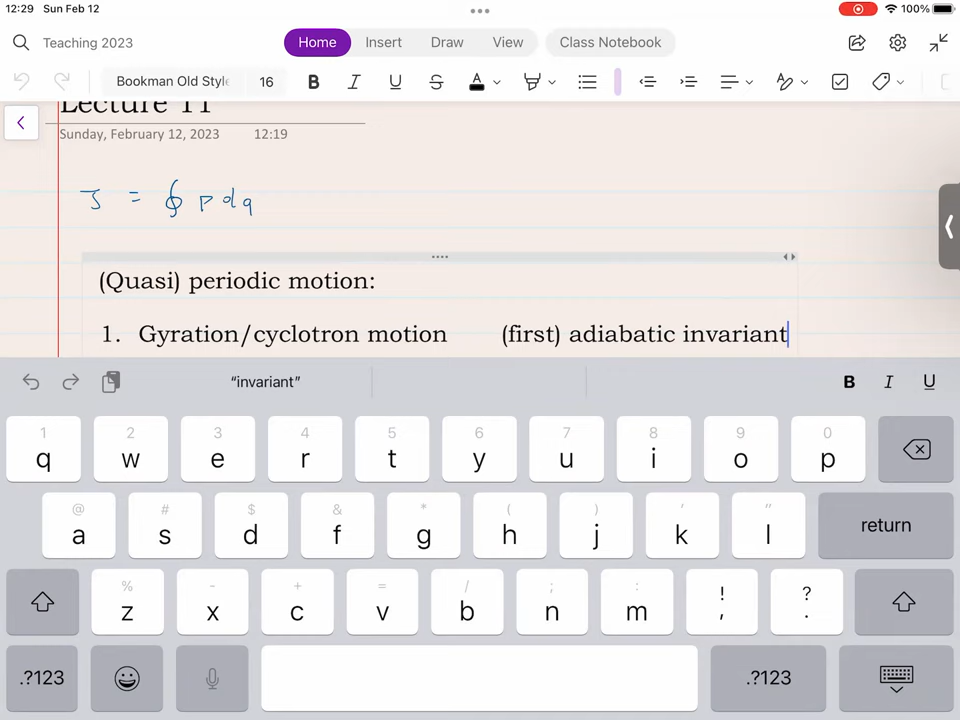 12:29 Sun Feb 12 100%
Teaching 2023 Home Insert Draw View Class Notebook
Bookman Old Style 16 B I U S A
Lecture 11
Sunday, February 12, 2023 12:19
J = ∮ p dq
(Quasi) periodic motion:
1. Gyration/cyclotron motion (first) adiabatic invariant
“invariant” B I U
1 2 3 4 5 6 7 8 9 0
q w e r t y u i o p
@ # $ & * ( ) ' "
a s d f g h j k l return
% - + = / ; : ! ?
z x c v b n m , .
.?123 .?123